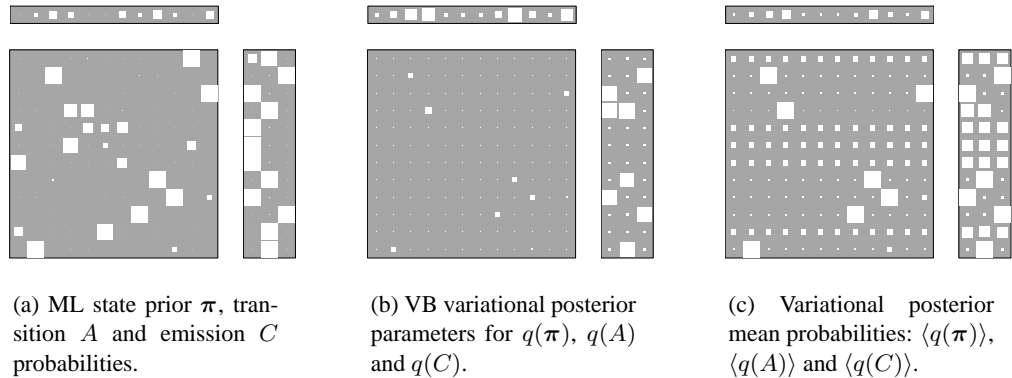 (a) ML state prior π, tran-
sition A and emission C
probabilities.
(b) VB variational posterior
parameters for q(π), q(A)
and q(C).
(c) Variational posterior
mean probabilities: ⟨q(π)⟩,
⟨q(A)⟩ and ⟨q(C)⟩.